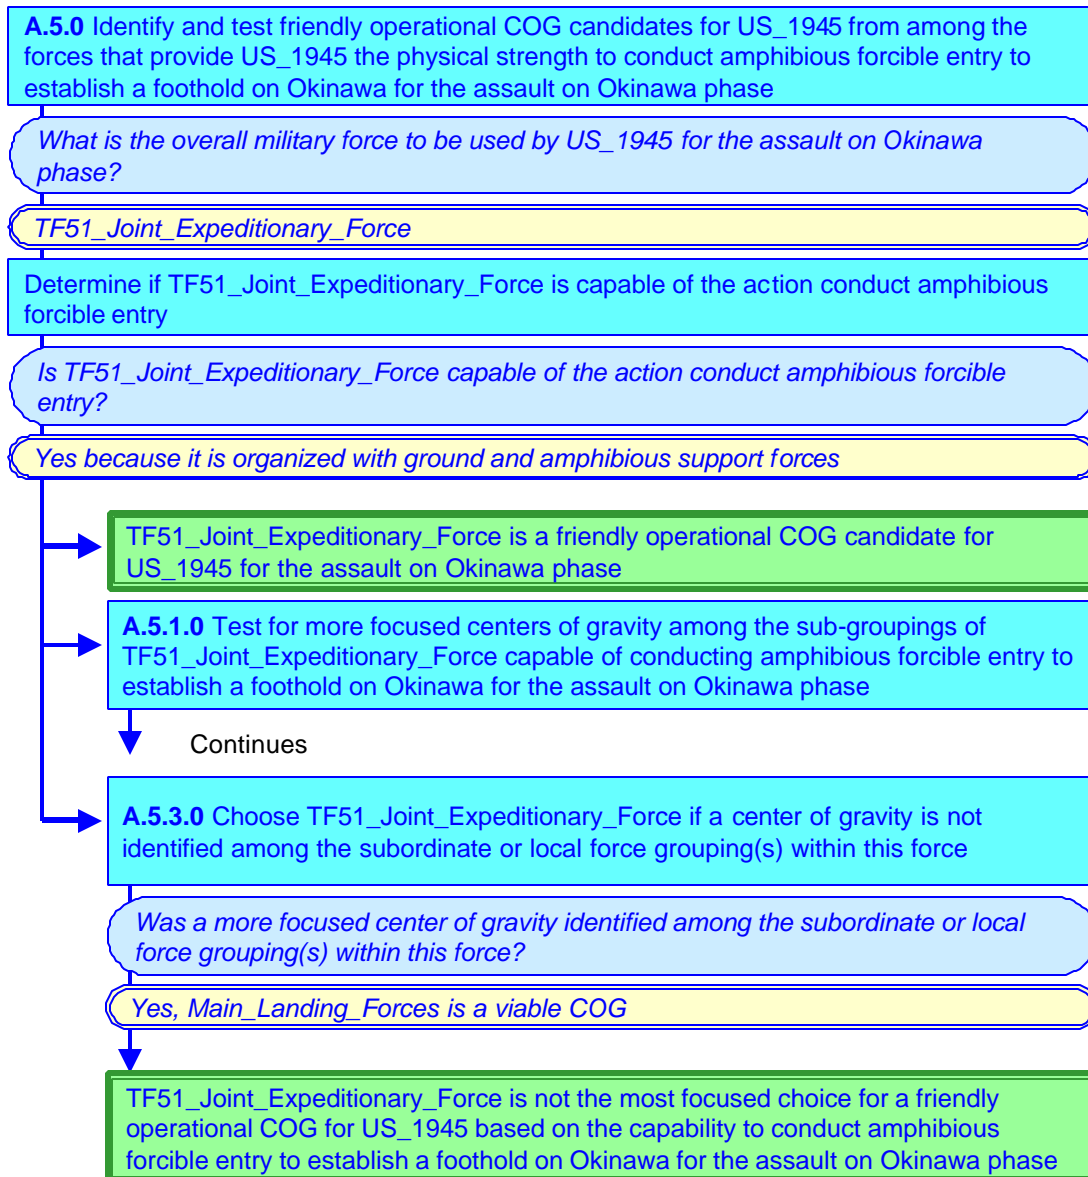 A.5.0 Identify and test friendly operational COG candidates for US_1945 from among the
forces that provide US_1945 the physical strength to conduct amphibious forcible entry to
establish a foothold on Okinawa for the assault on Okinawa phase
What is the overall military force to be used by US_1945 for the assault on Okinawa
phase?
TF51_Joint_Expeditionary_Force
Determine if TF51_Joint_Expeditionary_Force is capable of the action conduct amphibious
forcible entry
Is TF51_Joint_Expeditionary_Force capable of the action conduct amphibious forcible
entry?
Yes because it is organized with ground and amphibious support forces
TF51_Joint_Expeditionary_Force is a friendly operational COG candidate for
US_1945 for the assault on Okinawa phase
A.5.1.0 Test for more focused centers of gravity among the sub-groupings of
TF51_Joint_Expeditionary_Force capable of conducting amphibious forcible entry to
establish a foothold on Okinawa for the assault on Okinawa phase
Continues
A.5.3.0 Choose TF51_Joint_Expeditionary_Force if a center of gravity is not
identified among the subordinate or local force grouping(s) within this force
Was a more focused center of gravity identified among the subordinate or local
force grouping(s) within this force?
Yes, Main_Landing_Forces is a viable COG
TF51_Joint_Expeditionary_Force is not the most focused choice for a friendly
operational COG for US_1945 based on the capability to conduct amphibious
forcible entry to establish a foothold on Okinawa for the assault on Okinawa phase